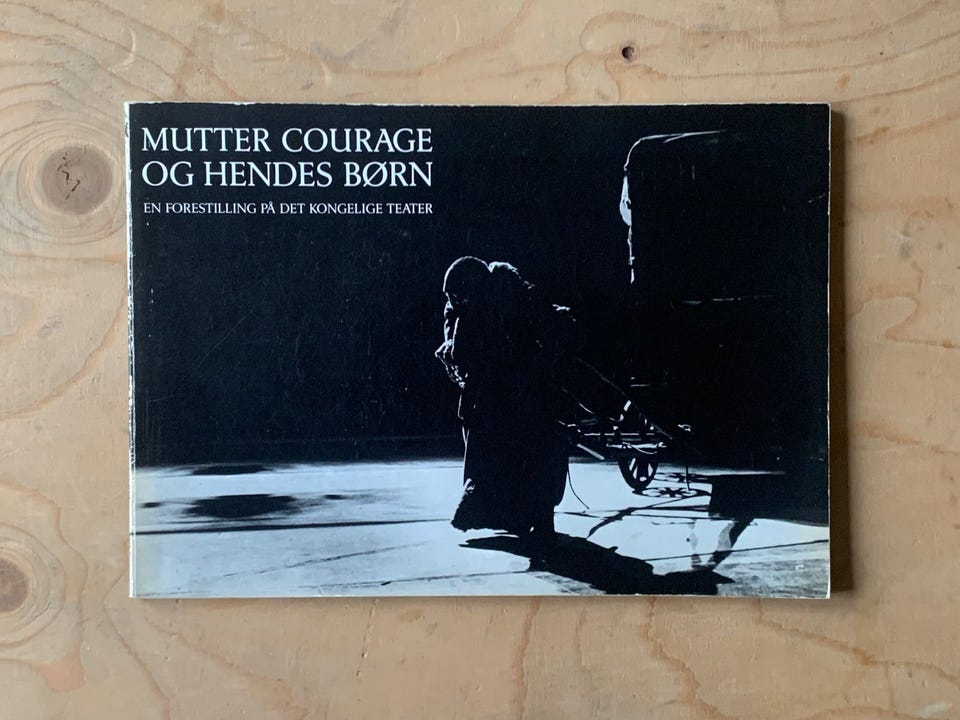 MUTTER COURAGE
OG HENDES BØRN
EN FORESTILLING PÅ DET KONGELIGE TEATER